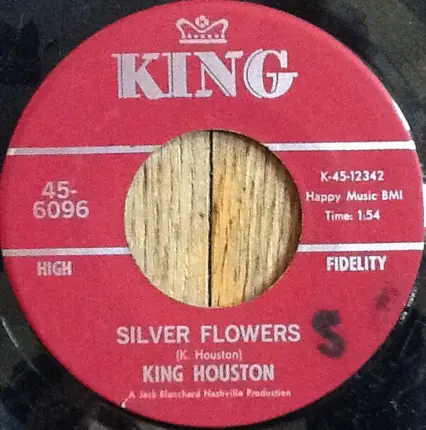 KING
45-
6096
K-45-12342
Happy Music BMI
Time: 1:54
HIGH
FIDELITY
SILVER FLOWERS
(K. Houston)
KING HOUSTON
A Jack Blanchard Nashville Production
S